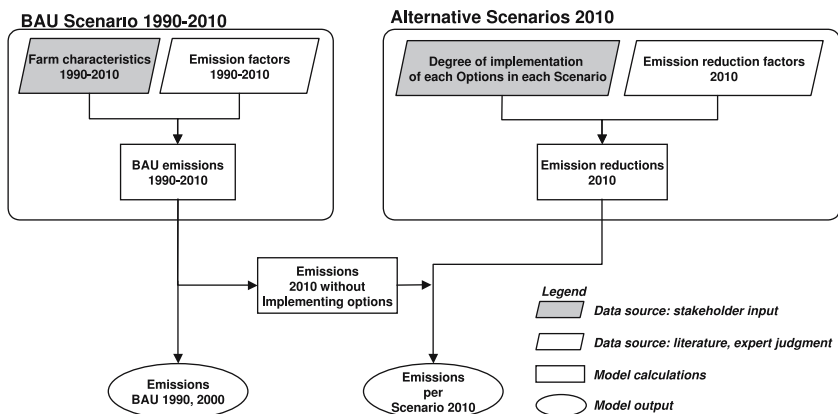 BAU Scenario 1990-2010
Alternative Scenarios 2010
Farm characteristics
1990-2010
Emission factors
1990-2010
Degree of implementation
of each Options in each Scenario
Emission reduction factors
2010
BAU emissions
1990-2010
Emission reductions
2010
Emissions
2010 without
Implementing options
Legend
Data source: stakeholder input
Data source: literature, expert judgment
Model calculations
Model output
Emissions
BAU 1990, 2000
Emissions
per
Scenario 2010